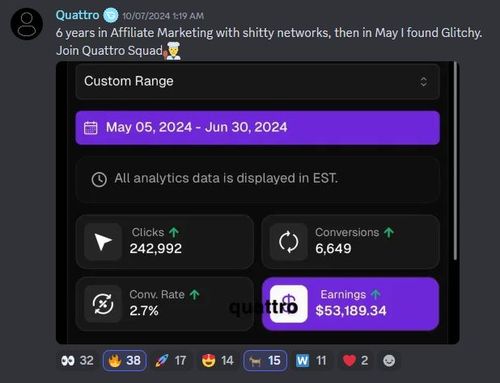 Quattro 10/07/2024 1:19 AM
6 years in Affiliate Marketing with shitty networks, then in May I found Glitchy.
Join Quattro Squad
Custom Range
May 05, 2024 - Jun 30, 2024
All analytics data is displayed in EST.
Clicks
242,992
Conversions
6,649
Conv. Rate
2.7%
Earnings
$53,189.34
quattro
32 38 17 14 15 W 11 2